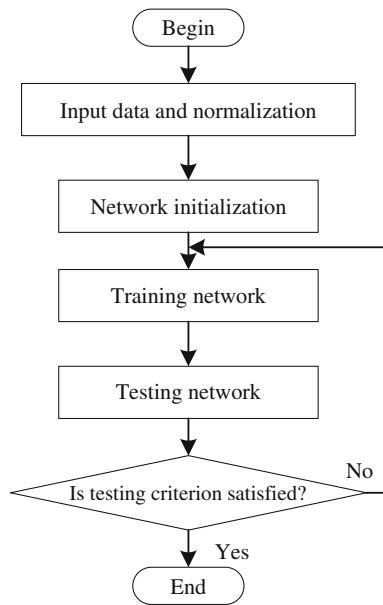 Begin
Input data and normalization
Network initialization
Training network
Testing network
Is testing criterion satisfied?
No
Yes
End